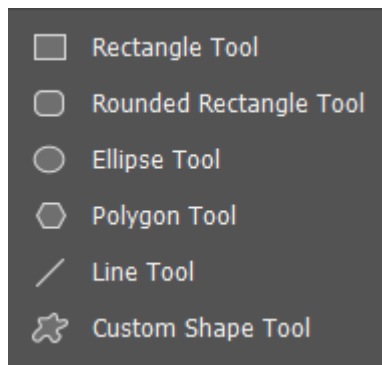 Rectangle Tool
Rounded Rectangle Tool
Ellipse Tool
Polygon Tool
Line Tool
Custom Shape Tool